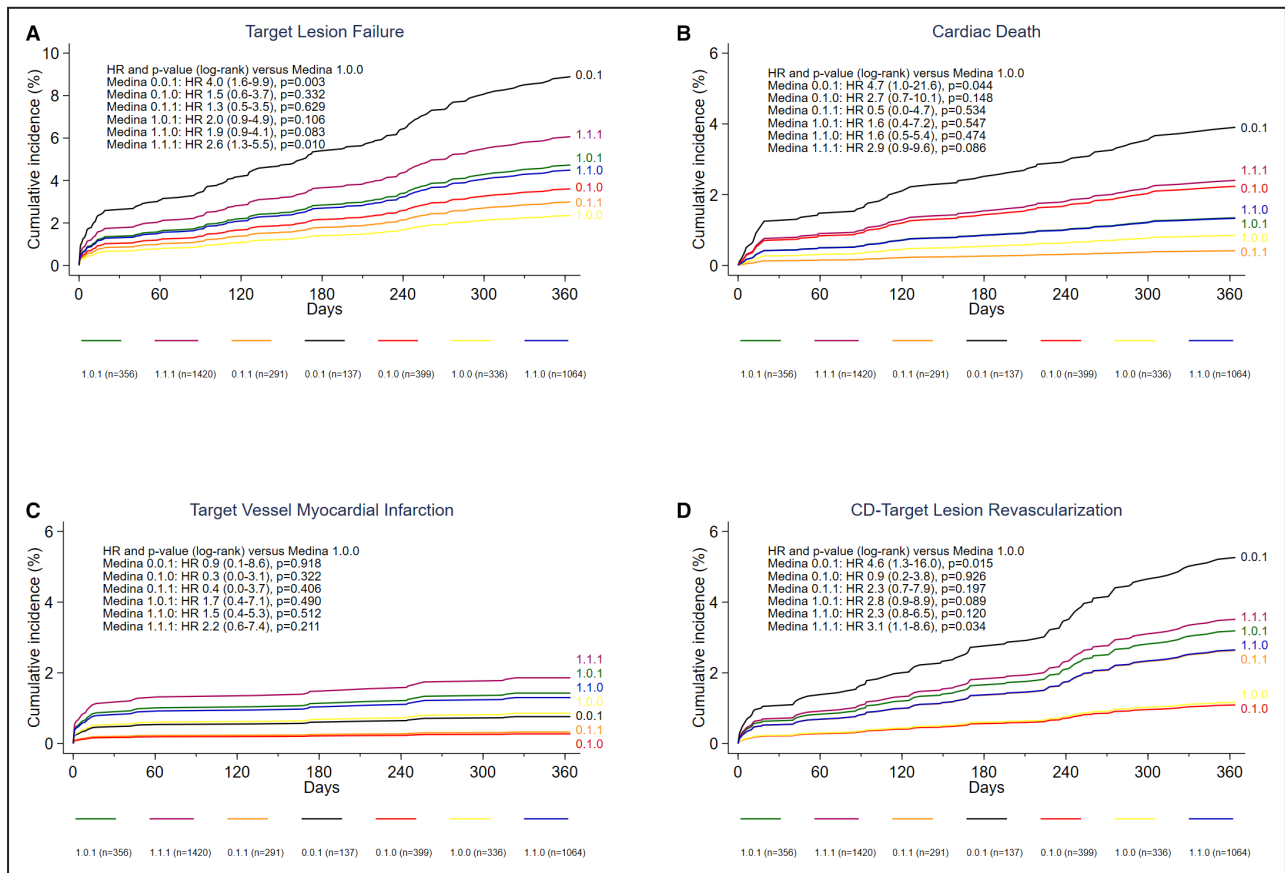 A Target Lesion Failure
Cumulative incidence (%)
10
8
6
4
2
0
HR and p-value (log-rank) versus Medina 1.0.0
Medina 0.0.1: HR 4.0 (1.6-9.9), p=0.003
Medina 0.1.0: HR 1.5 (0.6-3.7), p=0.332
Medina 0.1.1: HR 1.3 (0.5-3.5), p=0.629
Medina 1.0.1: HR 2.0 (0.9-4.9), p=0.106
Medina 1.1.0: HR 1.9 (0.9-4.1), p=0.083
Medina 1.1.1: HR 2.6 (1.3-5.5), p=0.010
0.0.1
1.1.1
1.0.1
1.1.0
0.1.0
0.1.1
1.0.0
0 60 120 180 240 300 360
Days
1.0.1 (n=356) 1.1.1 (n=1420) 0.1.1 (n=291) 0.0.1 (n=137) 0.1.0 (n=399) 1.0.0 (n=336) 1.1.0 (n=1064)
B Cardiac Death
Cumulative incidence (%)
6
4
2
0
HR and p-value (log-rank) versus Medina 1.0.0
Medina 0.0.1: HR 4.7 (1.0-21.6), p=0.044
Medina 0.1.0: HR 2.7 (0.7-10.1), p=0.148
Medina 0.1.1: HR 0.5 (0.0-4.7), p=0.534
Medina 1.0.1: HR 1.6 (0.4-7.2), p=0.547
Medina 1.1.0: HR 1.6 (0.5-5.4), p=0.474
Medina 1.1.1: HR 2.9 (0.9-9.6), p=0.086
0.0.1
1.1.1
0.1.0
1.1.0
1.0.1
1.0.0
0.1.1
0 60 120 180 240 300 360
Days
1.0.1 (n=356) 1.1.1 (n=1420) 0.1.1 (n=291) 0.0.1 (n=137) 0.1.0 (n=399) 1.0.0 (n=336) 1.1.0 (n=1064)
C Target Vessel Myocardial Infarction
Cumulative incidence (%)
6
4
2
0
HR and p-value (log-rank) versus Medina 1.0.0
Medina 0.0.1: HR 0.9 (0.1-8.6), p=0.918
Medina 0.1.0: HR 0.3 (0.0-3.1), p=0.322
Medina 0.1.1: HR 0.4 (0.0-3.7), p=0.406
Medina 1.0.1: HR 1.7 (0.4-7.1), p=0.490
Medina 1.1.0: HR 1.5 (0.4-5.3), p=0.512
Medina 1.1.1: HR 2.2 (0.6-7.4), p=0.211
1.1.1
1.0.1
1.1.0
1.0.0
0.0.1
0.1.1
0.1.0
0 60 120 180 240 300 360
Days
1.0.1 (n=356) 1.1.1 (n=1420) 0.1.1 (n=291) 0.0.1 (n=137) 0.1.0 (n=399) 1.0.0 (n=336) 1.1.0 (n=1064)
D CD-Target Lesion Revascularization
Cumulative incidence (%)
6
4
2
0
HR and p-value (log-rank) versus Medina 1.0.0
Medina 0.0.1: HR 4.6 (1.3-16.0), p=0.015
Medina 0.1.0: HR 0.9 (0.2-3.8), p=0.926
Medina 0.1.1: HR 2.3 (0.7-7.9), p=0.197
Medina 1.0.1: HR 2.8 (0.9-8.9), p=0.089
Medina 1.1.0: HR 2.3 (0.8-6.5), p=0.120
Medina 1.1.1: HR 3.1 (1.1-8.6), p=0.034
0.0.1
1.1.1
1.0.1
1.1.0
0.1.1
1.0.0
0.1.0
0 60 120 180 240 300 360
Days
1.0.1 (n=356) 1.1.1 (n=1420) 0.1.1 (n=291) 0.0.1 (n=137) 0.1.0 (n=399) 1.0.0 (n=336) 1.1.0 (n=1064)